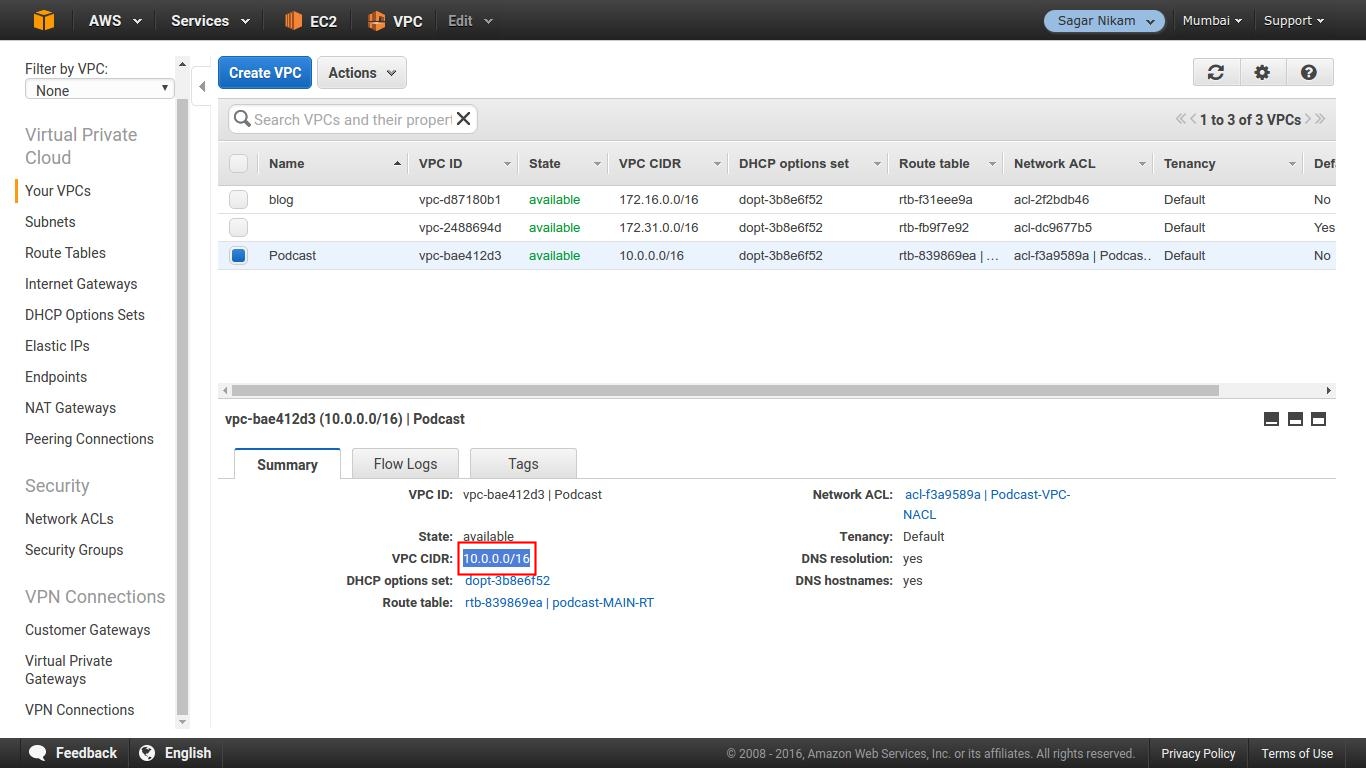 AWS Services EC2 VPC Edit Sagar Nikam Mumbai Support
Filter by VPC:
None
Virtual Private
Cloud
Your VPCs
Subnets
Route Tables
Internet Gateways
DHCP Options Sets
Elastic IPs
Endpoints
NAT Gateways
Peering Connections
Security
Network ACLs
Security Groups
VPN Connections
Customer Gateways
Virtual Private
Gateways
VPN Connections
Create VPC Actions
Search VPCs and their propert 1 to 3 of 3 VPCs
Name VPC ID State VPC CIDR DHCP options set Route table Network ACL Tenancy Def
blog vpc-d87180b1 available 172.16.0.0/16 dopt-3b8e6f52 rtb-f31eee9a acl-2f2bdb46 Default No
vpc-2488694d available 172.31.0.0/16 dopt-3b8e6f52 rtb-fb9f7e92 acl-dc9677b5 Default Yes
Podcast vpc-bae412d3 available 10.0.0.0/16 dopt-3b8e6f52 rtb-839869ea | ... acl-f3a9589a | Podcas.. Default No
vpc-bae412d3 (10.0.0.0/16) | Podcast
Summary Flow Logs Tags
VPC ID: vpc-bae412d3 | Podcast
State: available
VPC CIDR: 10.0.0.0/16
DHCP options set: dopt-3b8e6f52
Route table: rtb-839869ea | podcast-MAIN-RT
Network ACL: acl-f3a9589a | Podcast-VPC-
NACL
Tenancy: Default
DNS resolution: yes
DNS hostnames: yes
Feedback English © 2008 - 2016, Amazon Web Services, Inc. or its affiliates. All rights reserved. Privacy Policy Terms of Use